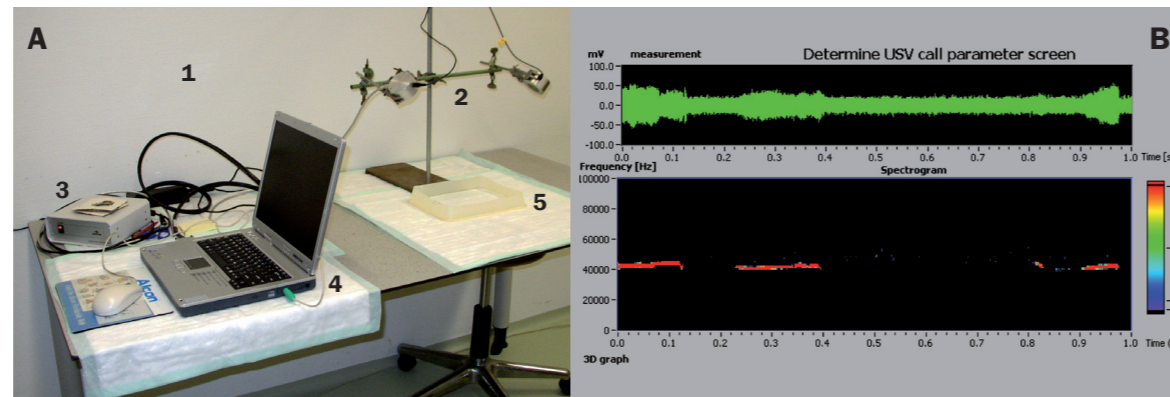 A
1
2
3
4
5
Alcon
B
mV
measurement
Determine USV call parameter screen
100.0
50.0
0.0
-50.0
-100.0
0.0 0.1 0.2 0.3 0.4 0.5 0.6 0.7 0.8 0.9 1.0 Time [s
Frequency [Hz]
Spectrogram
100000
80000
60000
40000
20000
0
0.0 0.1 0.2 0.3 0.4 0.5 0.6 0.7 0.8 0.9 1.0 Time (
3D graph